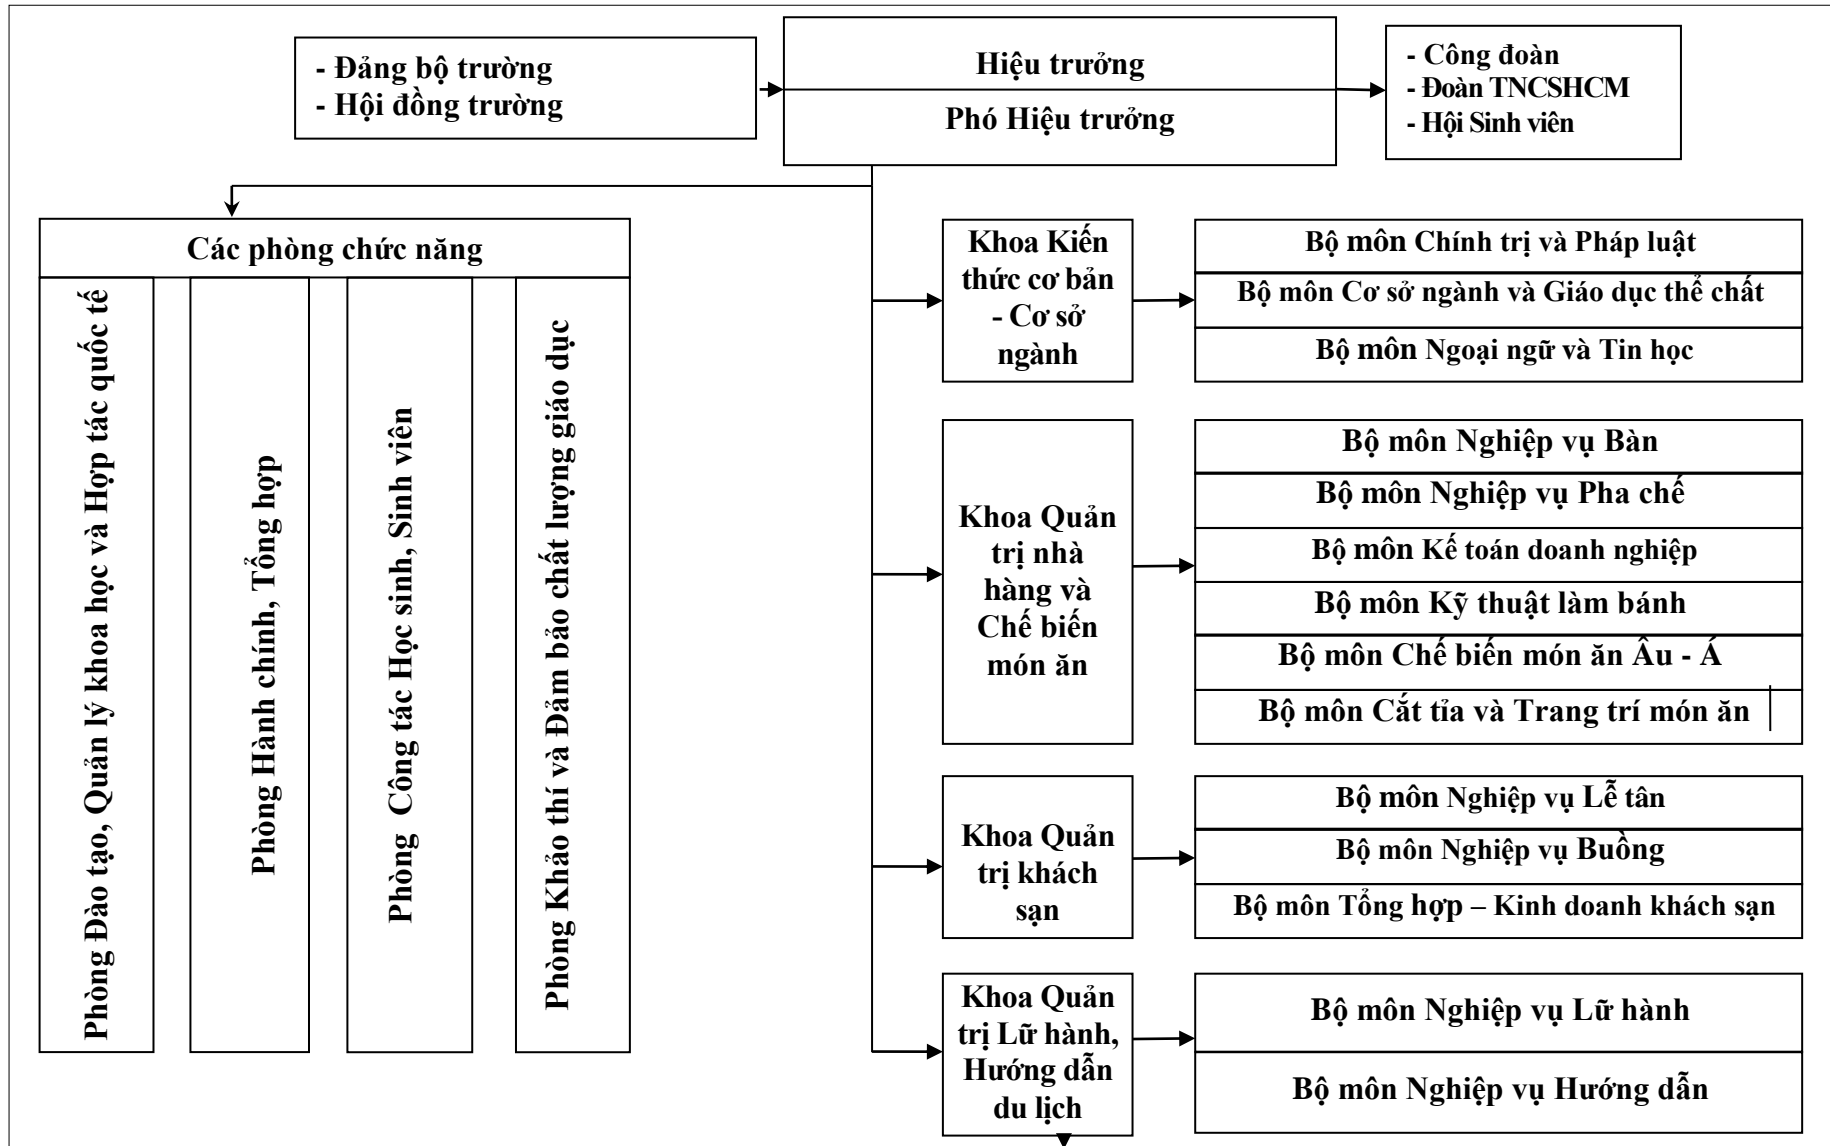 - Đảng bộ trường
- Hội đồng trường
Hiệu trưởng
Phó Hiệu trưởng
- Công đoàn
- Đoàn TNCSHCM
- Hội Sinh viên
Các phòng chức năng
Phòng Đào tạo, Quản lý khoa học và Hợp tác quốc tế
Phòng Hành chính, Tổng hợp
Phòng Công tác Học sinh, Sinh viên
Phòng Khảo thí và Đảm bảo chất lượng giáo dục
Khoa Kiến
thức cơ bản
- Cơ sở
ngành
Bộ môn Chính trị và Pháp luật
Bộ môn Cơ sở ngành và Giáo dục thể chất
Bộ môn Ngoại ngữ và Tin học
Khoa Quản
trị nhà
hàng và
Chế biến
món ăn
Bộ môn Nghiệp vụ Bàn
Bộ môn Nghiệp vụ Pha chế
Bộ môn Kế toán doanh nghiệp
Bộ môn Kỹ thuật làm bánh
Bộ môn Chế biến món ăn Âu - Á
Bộ môn Cắt tỉa và Trang trí món ăn
Khoa Quản
trị khách
sạn
Bộ môn Nghiệp vụ Lễ tân
Bộ môn Nghiệp vụ Buồng
Bộ môn Tổng hợp – Kinh doanh khách sạn
Khoa Quản
trị Lữ hành,
Hướng dẫn
du lịch
Bộ môn Nghiệp vụ Lữ hành
Bộ môn Nghiệp vụ Hướng dẫn